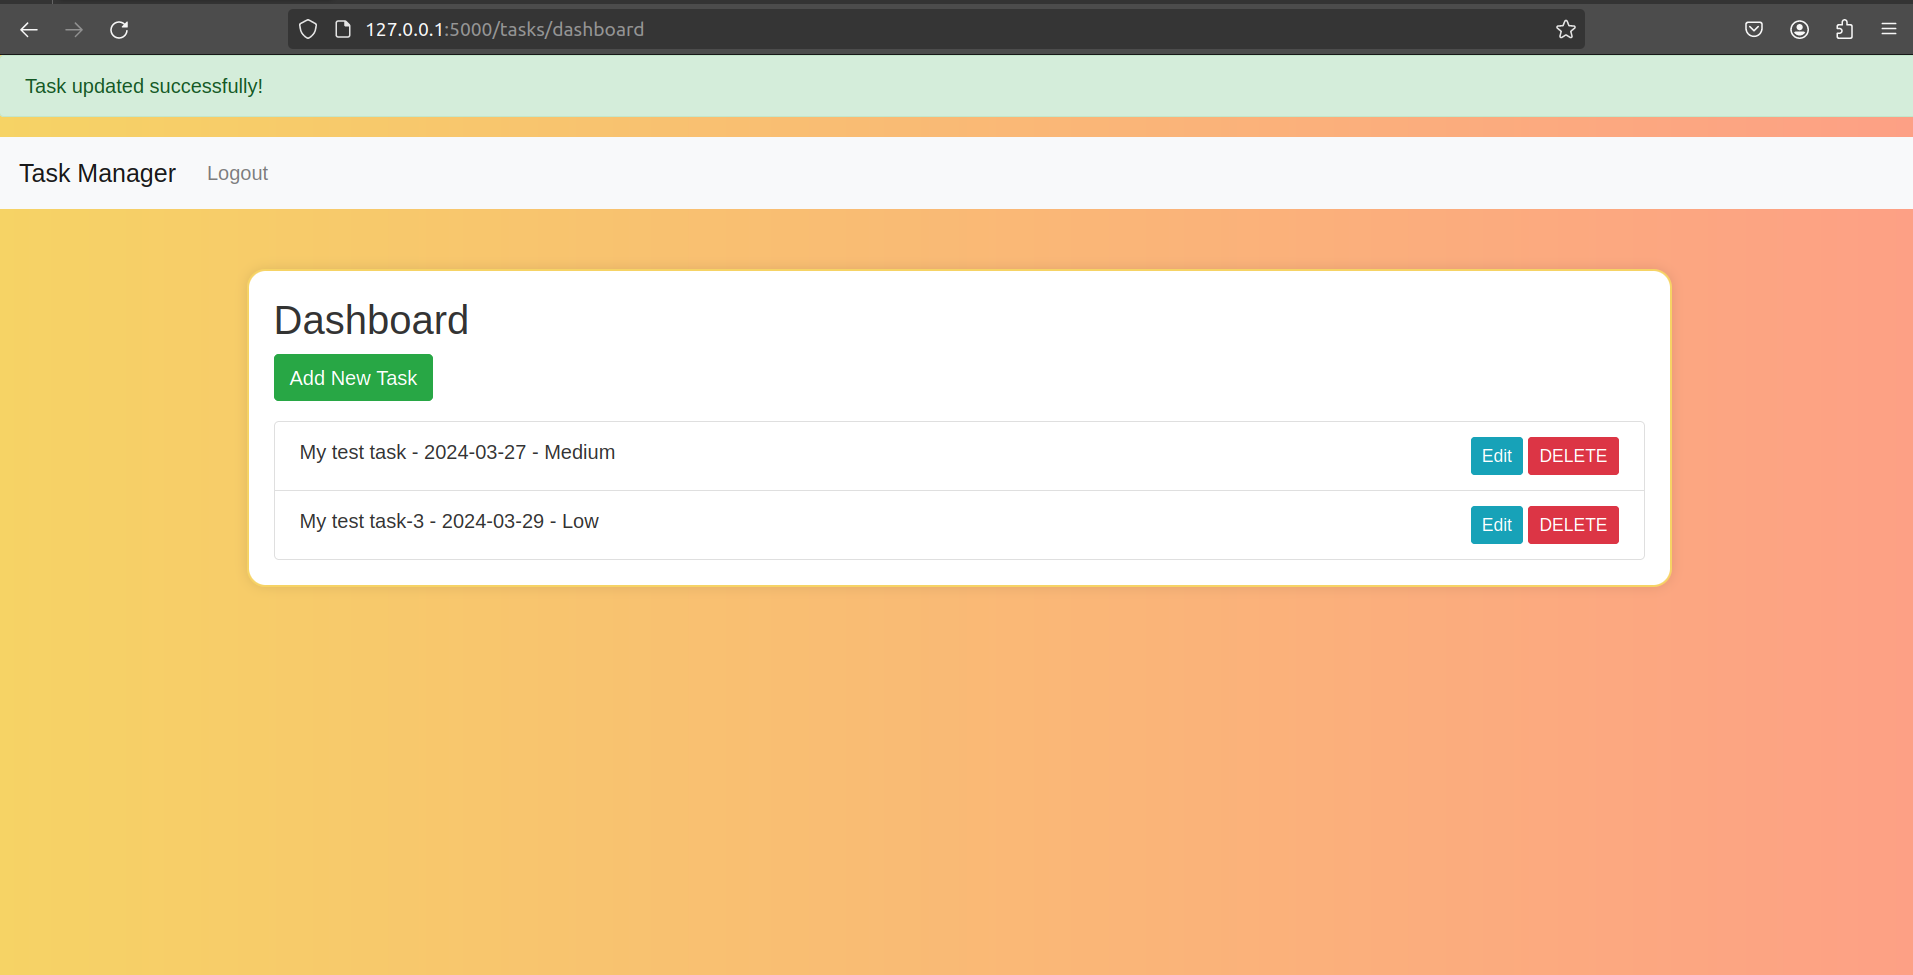 127.0.0.1:5000/tasks/dashboard
Task updated successfully!
Task Manager Logout
Dashboard
Add New Task
My test task - 2024-03-27 - Medium Edit DELETE
My test task-3 - 2024-03-29 - Low Edit DELETE